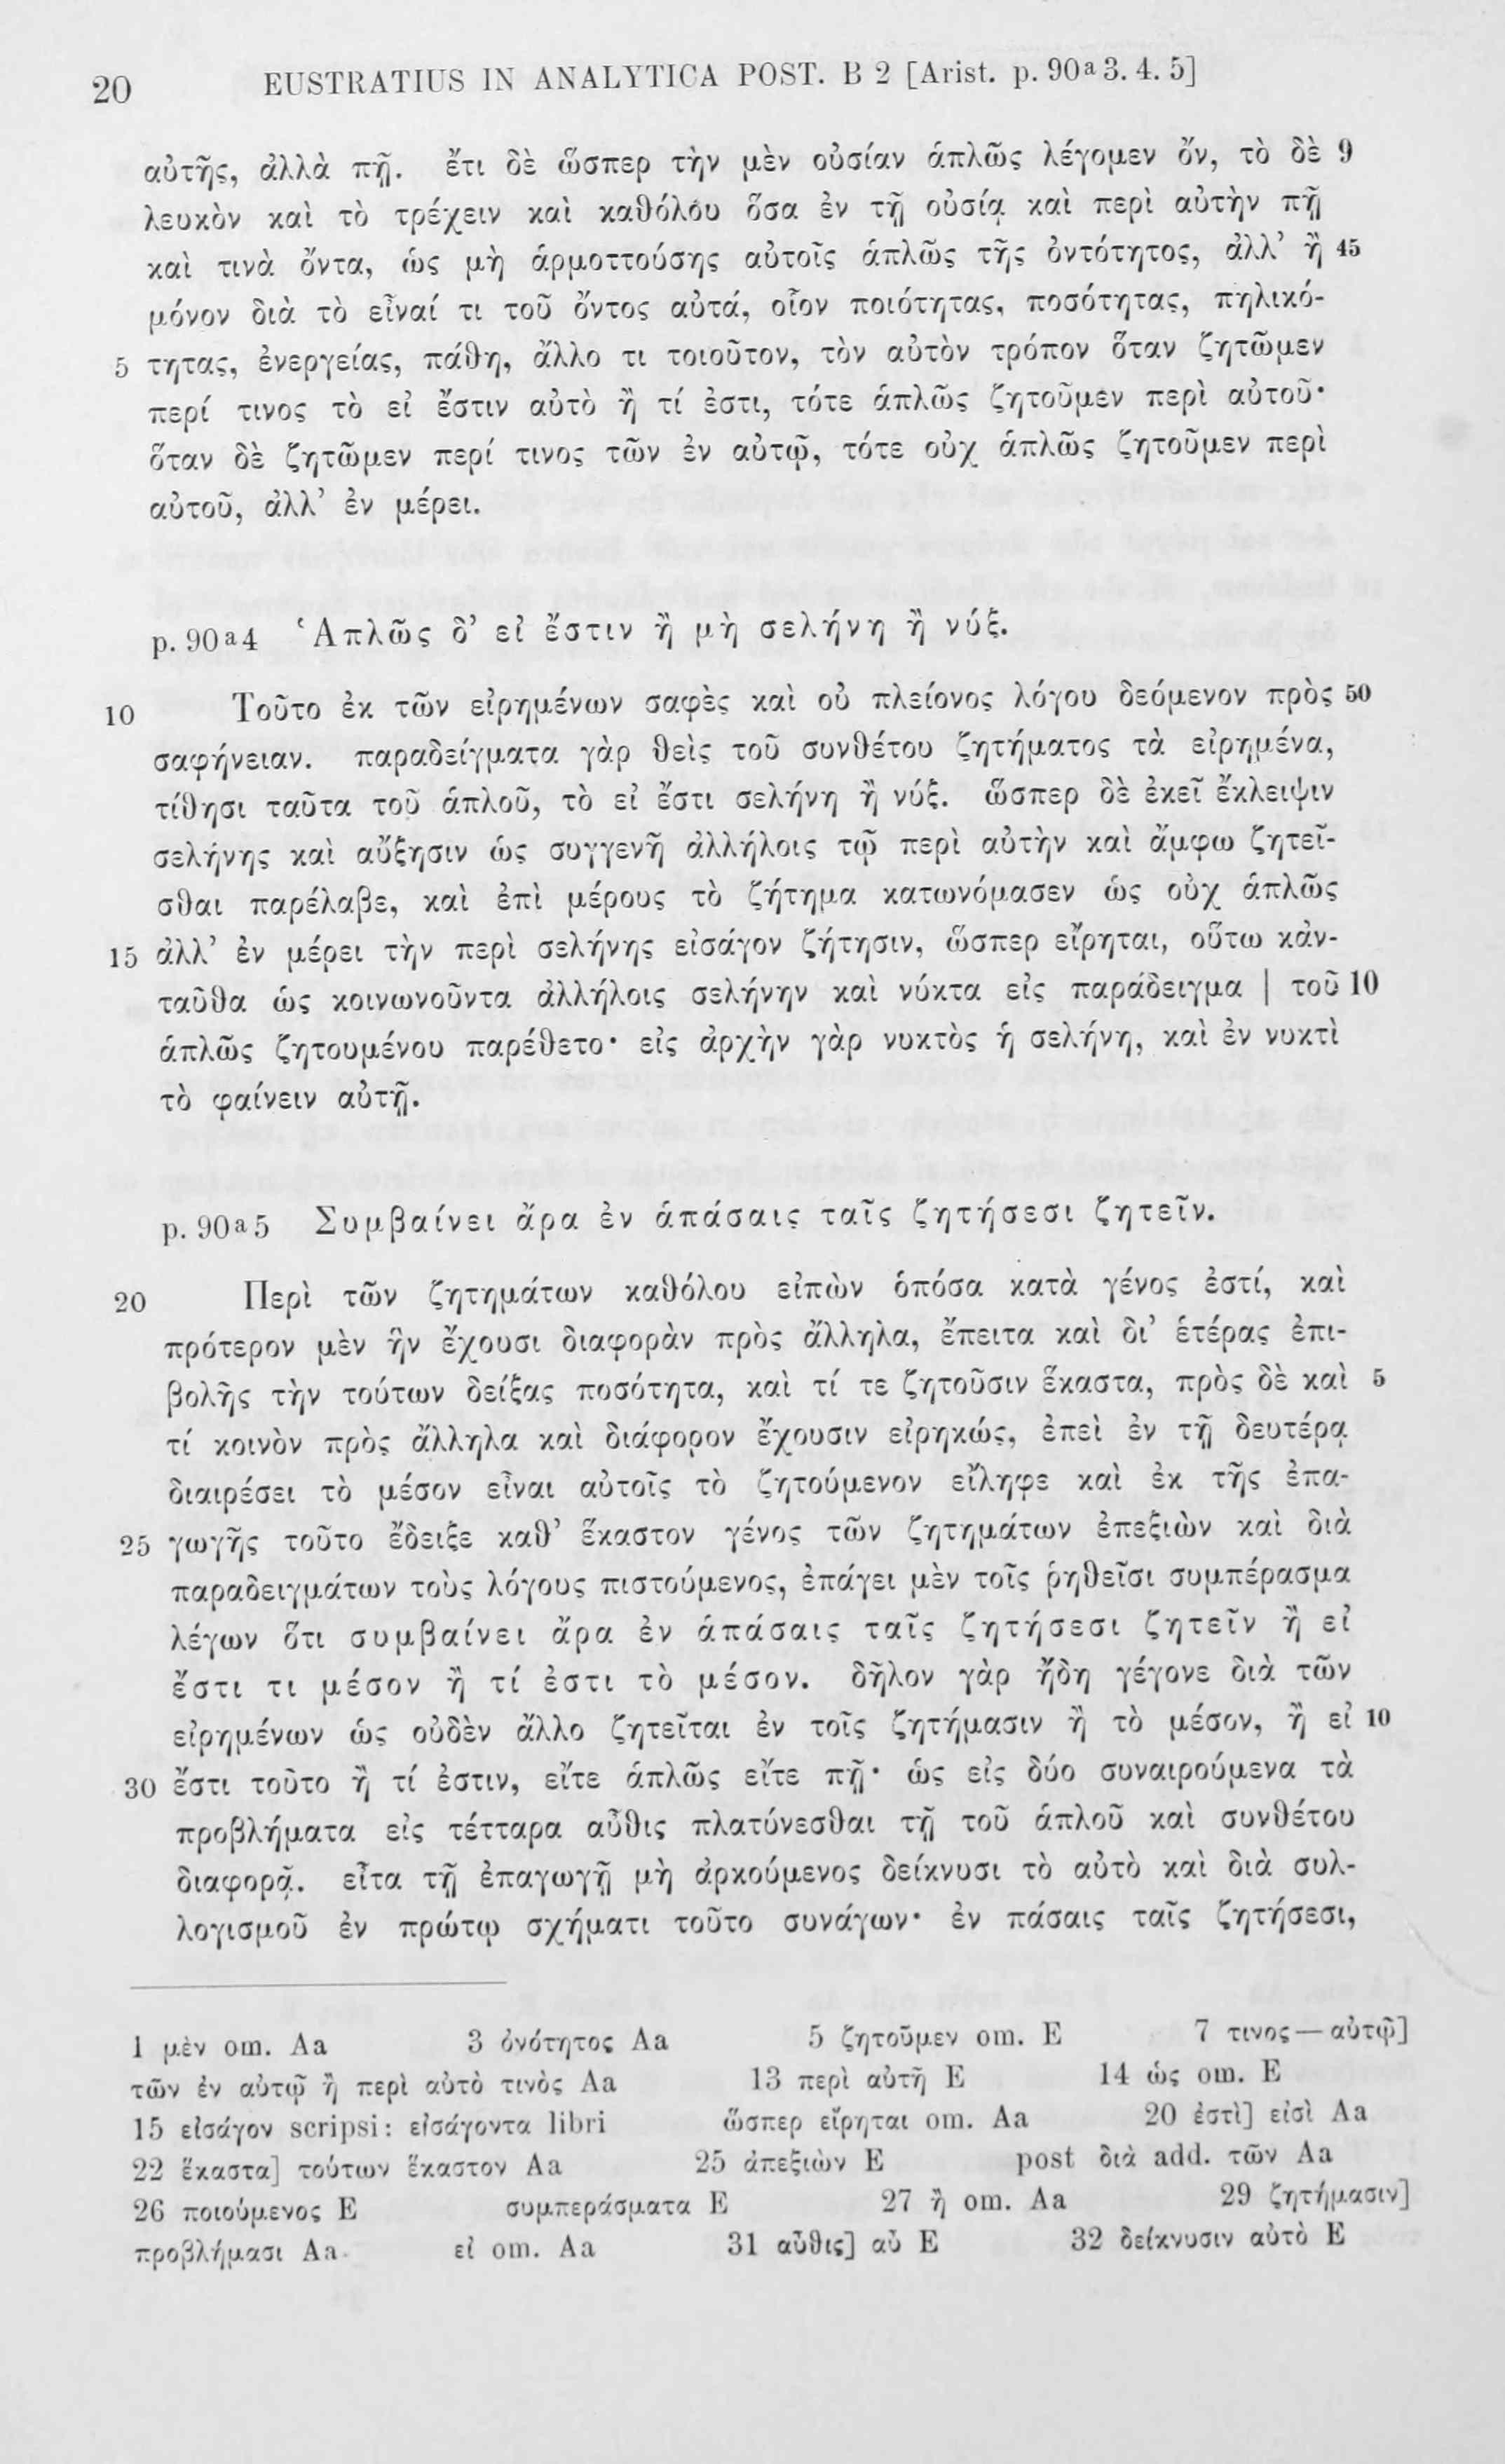 20 EUSTRATIUS IN ANALYTICA POST. B 2 [Arist. p. 90a3. 4. 5]
αὐτῆς, ἀλλὰ πῇ. ἔτι δὲ ὥσπερ τὴν μὲν οὐσίαν ἁπλῶς λέγομεν ὄν, τὸ δὲ 9
λευκὸν καὶ τὸ τρέχειν καὶ καθόλου ὅσα ἐν τῇ οὐσίᾳ καὶ περὶ αὐτὴν πῇ
καὶ τινὰ ὄντα, ὡς μὴ ἁρμοττούσης αὐτοῖς ἁπλῶς τῆς ὀντότητος, ἀλλ’ ἢ 45
μόνον διὰ τὸ εἶναί τι τοῦ ὄντος αὐτά, οἷον ποιότητας, ποσότητας, πηλικό-
5 τητας, ἐνεργείας, πάθη, ἄλλο τι τοιοῦτον, τὸν αὐτὸν τρόπον ὅταν ζητῶμεν
περί τινος τὸ εἰ ἔστιν αὐτὸ ἢ τί ἐστι, τότε ἁπλῶς ζητοῦμεν περὶ αὐτοῦ·
ὅταν δὲ ζητῶμεν περί τινος τῶν ἐν αὐτῷ, τότε οὐχ ἁπλῶς ζητοῦμεν περὶ
αὐτοῦ, ἀλλ’ ἐν μέρει.
p. 90a4 Ἁπλῶς δ’ εἰ ἔστιν ἢ μὴ σελήνη ἢ νύξ.
10 Τοῦτο ἐκ τῶν εἰρημένων σαφὲς καὶ οὐ πλείονος λόγου δεόμενον πρὸς 50
σαφήνειαν. παραδείγματα γὰρ θεὶς τοῦ συνθέτου ζητήματος τὰ εἰρημένα,
τίθησι ταῦτα τοῦ ἁπλοῦ, τὸ εἰ ἔστι σελήνη ἢ νύξ. ὥσπερ δὲ ἐκεῖ ἔκλειψιν
σελήνης καὶ αὔξησιν ὡς συγγενῆ ἀλλήλοις τῷ περὶ αὐτὴν καὶ ἄμφω ζητεῖ-
σθαι παρέλαβε, καὶ ἐπὶ μέρους τὸ ζήτημα κατωνόμασεν ὡς οὐχ ἁπλῶς
15 ἀλλ’ ἐν μέρει τὴν περὶ σελήνης εἰσάγον ζήτησιν, ὥσπερ εἴρηται, οὕτω κἀν-
ταῦθα ὡς κοινωνοῦντα ἀλλήλοις σελήνην καὶ νύκτα εἰς παράδειγμα | τοῦ 10
ἁπλῶς ζητουμένου παρέθετο· εἰς ἀρχὴν γὰρ νυκτὸς ἡ σελήνη, καὶ ἐν νυκτὶ
τὸ φαίνειν αὐτῇ.
p. 90a5 Συμβαίνει ἄρα ἐν ἁπάσαις ταῖς ζητήσεσι ζητεῖν.
20 Περὶ τῶν ζητημάτων καθόλου εἰπὼν ὁπόσα κατὰ γένος ἐστί, καὶ
πρότερον μὲν ἣν ἔχουσι διαφορὰν πρὸς ἄλληλα, ἔπειτα καὶ δι’ ἑτέρας ἐπι-
βολῆς τὴν τούτων δείξας ποσότητα, καὶ τί τε ζητοῦσιν ἕκαστα, πρὸς δὲ καὶ 5
τί κοινὸν πρὸς ἄλληλα καὶ διάφορον ἔχουσιν εἰρηκώς, ἐπεὶ ἐν τῇ δευτέρᾳ
διαιρέσει τὸ μέσον εἶναι αὐτοῖς τὸ ζητούμενον εἴληφε καὶ ἐκ τῆς ἐπα-
25 γωγῆς τοῦτο ἔδειξε καθ’ ἕκαστον γένος τῶν ζητημάτων ἐπεξιὼν καὶ διὰ
παραδειγμάτων τοὺς λόγους πιστούμενος, ἐπάγει μὲν τοῖς ῥηθεῖσι συμπέρασμα
λέγων ὅτι συμβαίνει ἄρα ἐν ἁπάσαις ταῖς ζητήσεσι ζητεῖν ἢ εἰ
ἔστι τι μέσον ἢ τί ἐστι τὸ μέσον. δῆλον γὰρ ἤδη γέγονε διὰ τῶν
εἰρημένων ὡς οὐδὲν ἄλλο ζητεῖται ἐν τοῖς ζητήμασιν ἢ τὸ μέσον, ἢ εἰ 10
30 ἔστι τοῦτο ἢ τί ἐστιν, εἴτε ἁπλῶς εἴτε πῇ· ὡς εἰς δύο συναιρούμενα τὰ
προβλήματα εἰς τέτταρα αὖθις πλατύνεσθαι τῇ τοῦ ἁπλοῦ καὶ συνθέτου
διαφορᾷ. εἶτα τῇ ἐπαγωγῇ μὴ ἀρκούμενος δείκνυσι τὸ αὐτὸ καὶ διὰ συλ-
λογισμοῦ ἐν πρώτῳ σχήματι τοῦτο συνάγων· ἐν πάσαις ταῖς ζητήσεσι,
1 μὲν om. Aa 3 ὀνότητος Aa 5 ζητοῦμεν om. E 7 τινος — αὐτῷ]
τῶν ἐν αὐτῷ ἢ περὶ αὐτὸ τινὸς Aa 13 περὶ αὐτῆ E 14 ὡς om. E
15 εἰσάγον scripsi: εἰσάγοντα libri ὥσπερ εἴρηται om. Aa 20 ἐστὶ] εἰσὶ Aa
22 ἕκαστα] τούτων ἕκαστον Aa 25 ἀπεξιὼν E post διὰ add. τῶν Aa
26 ποιούμενος E συμπεράσματα E 27 ἢ om. Aa 29 ζητήμασιν]
προβλήμασι Aa εἰ om. Aa 31 αὖθις] αὖ E 32 δείκνυσιν αὐτὸ E